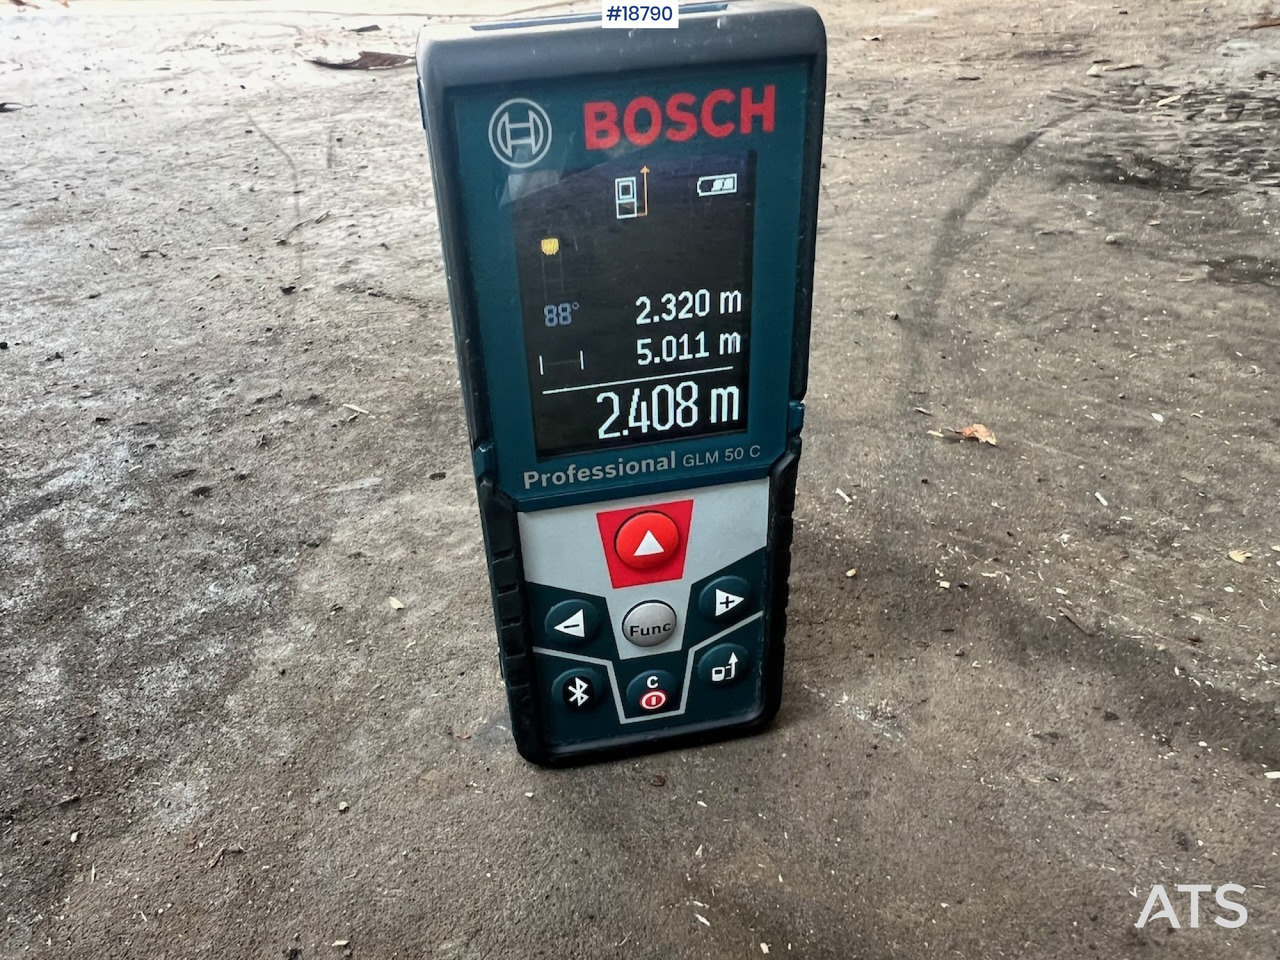 #18790
BOSCH
88° 2.320 m
5.011 m
2.408 m
Professional GLM 50 C
Func
C
ATS